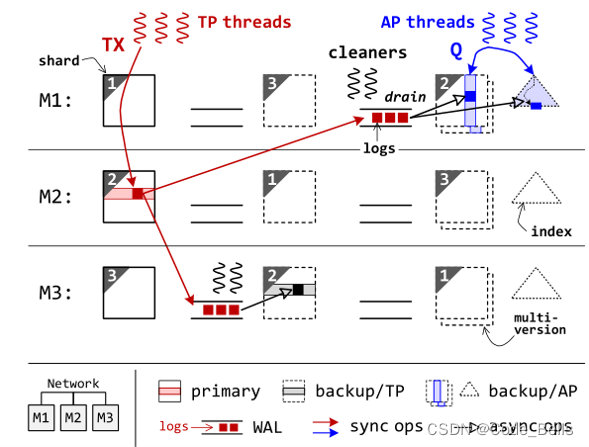 TP threads
AP threads
TX
Q
cleaners
shard
drain
M1:
1
3
2
logs
M2:
2
1
3
index
M3:
3
2
1
multi-
version
Network
M1 M2 M3
primary
backup/TP
backup/AP
logs
WAL
sync ops
async ops